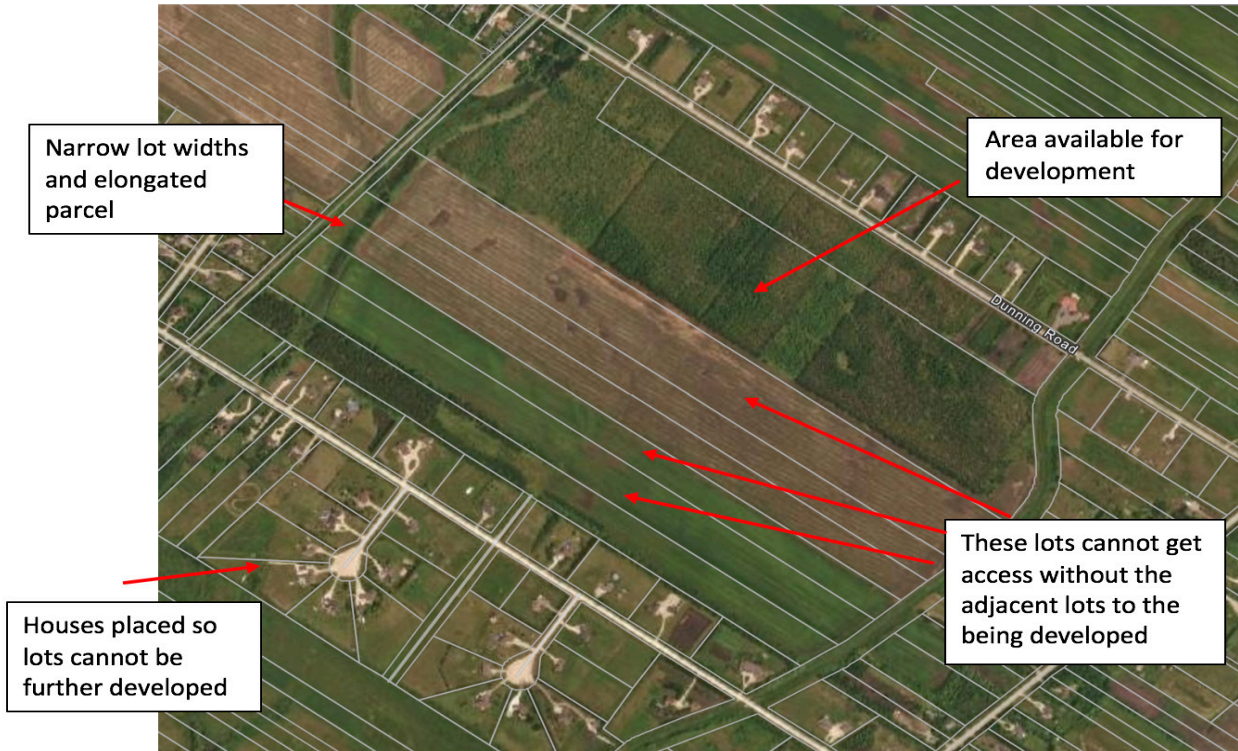 Narrow lot widths
and elongated
parcel
Area available for
development
Dunning Road
These lots cannot get
access without the
adjacent lots to the
being developed
Houses placed so
lots cannot be
further developed